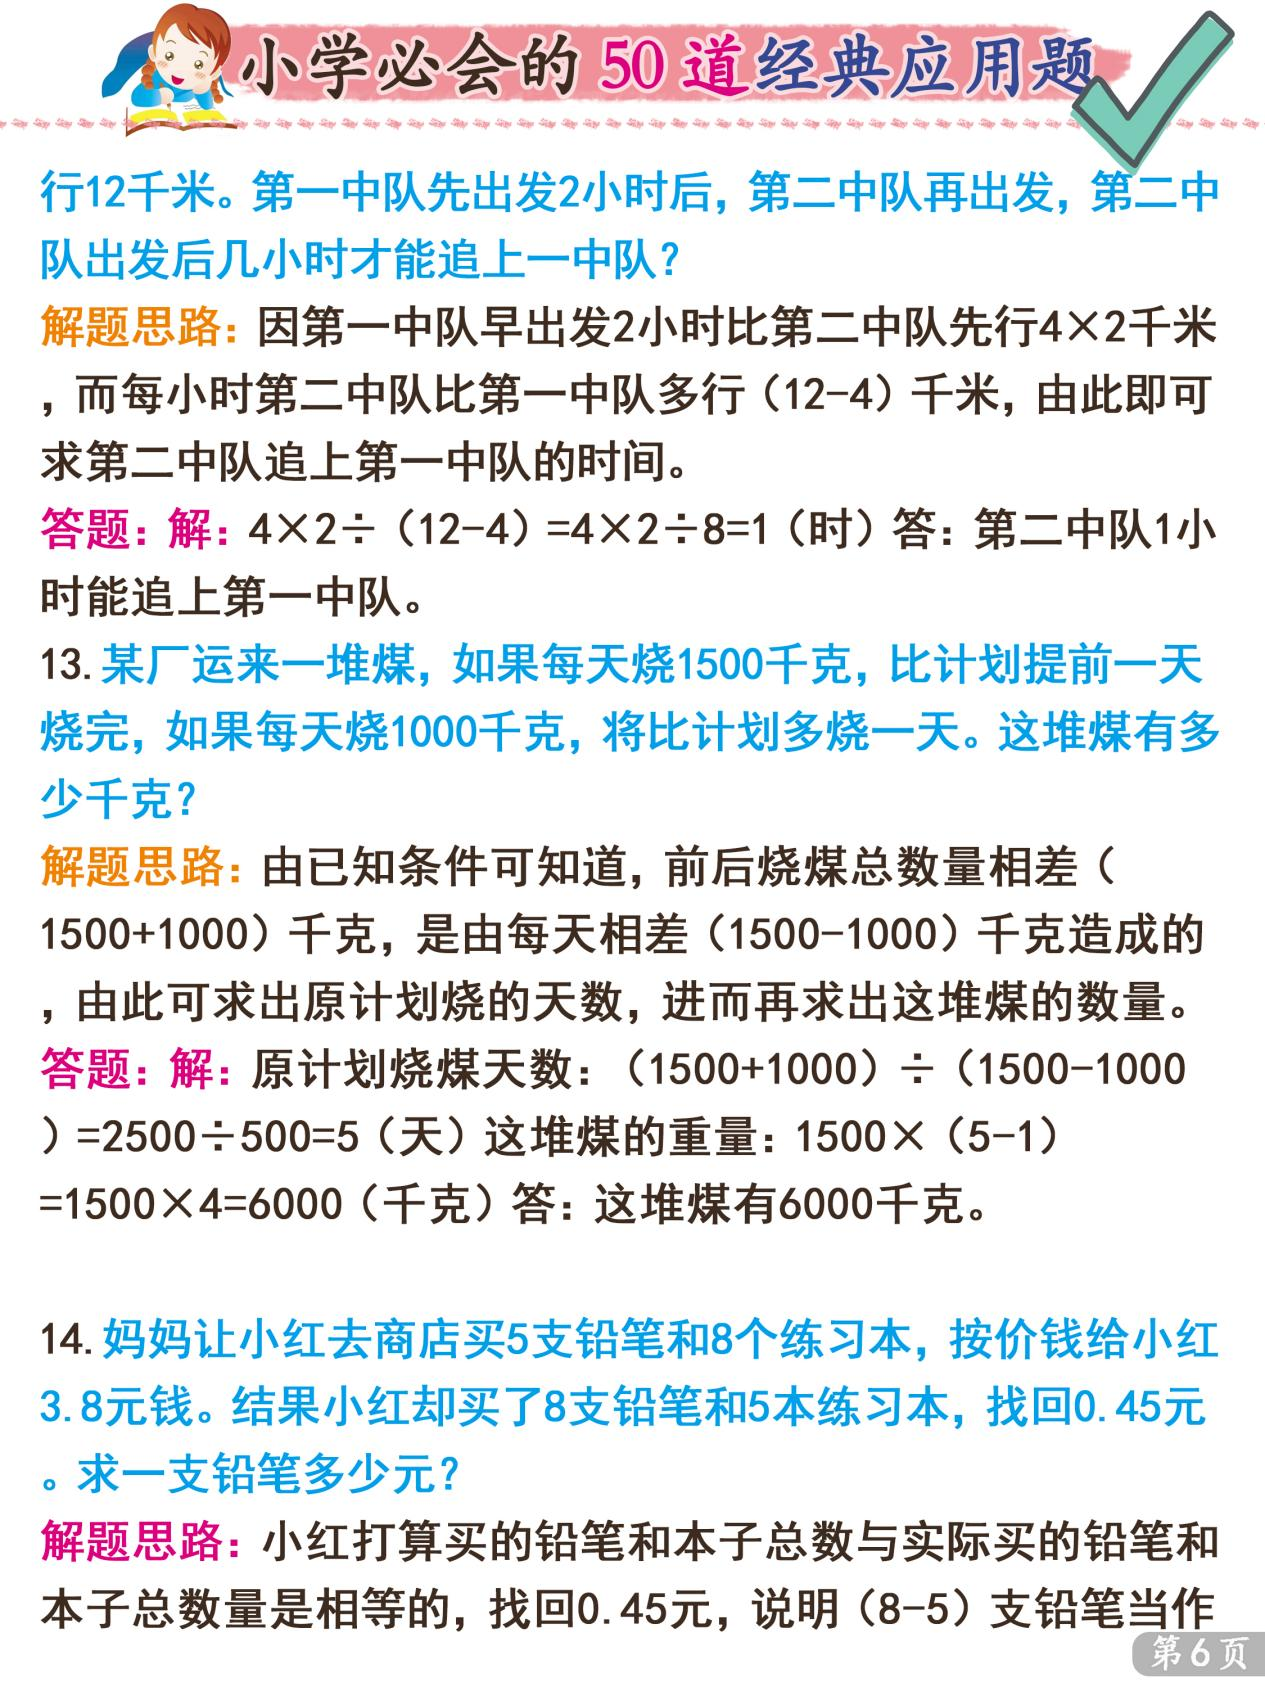 小学必会的50道经典应用题
行12千米。第一中队先出发2小时后，第二中队再出发，第二中
队出发后几小时才能追上一中队？
解题思路：因第一中队早出发2小时比第二中队先行4×2千米
，而每小时第二中队比第一中队多行（12-4）千米，由此即可
求第二中队追上第一中队的时间。
答题：解：4×2÷（12-4）=4×2÷8=1（时）答：第二中队1小
时能追上第一中队。
13.某厂运来一堆煤，如果每天烧1500千克，比计划提前一天
烧完，如果每天烧1000千克，将比计划多烧一天。这堆煤有多
少千克？
解题思路：由已知条件可知道，前后烧煤总数量相差（
1500+1000）千克，是由每天相差（1500-1000）千克造成的
，由此可求出原计划烧的天数，进而再求出这堆煤的数量。
答题：解：原计划烧煤天数：（1500+1000）÷（1500-1000
）=2500÷500=5（天）这堆煤的重量：1500×（5-1）
=1500×4=6000（千克）答：这堆煤有6000千克。
14.妈妈让小红去商店买5支铅笔和8个练习本，按价钱给小红
3.8元钱。结果小红却买了8支铅笔和5本练习本，找回0.45元
。求一支铅笔多少元？
解题思路：小红打算买的铅笔和本子总数与实际买的铅笔和
本子总数量是相等的，找回0.45元，说明（8-5）支铅笔当作
第6页